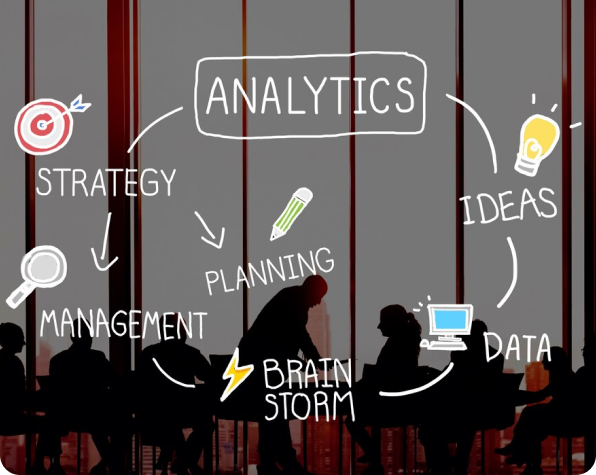 ANALYTICS
STRATEGY
IDEAS
PLANNING
MANAGEMENT
DATA
BRAIN
STORM